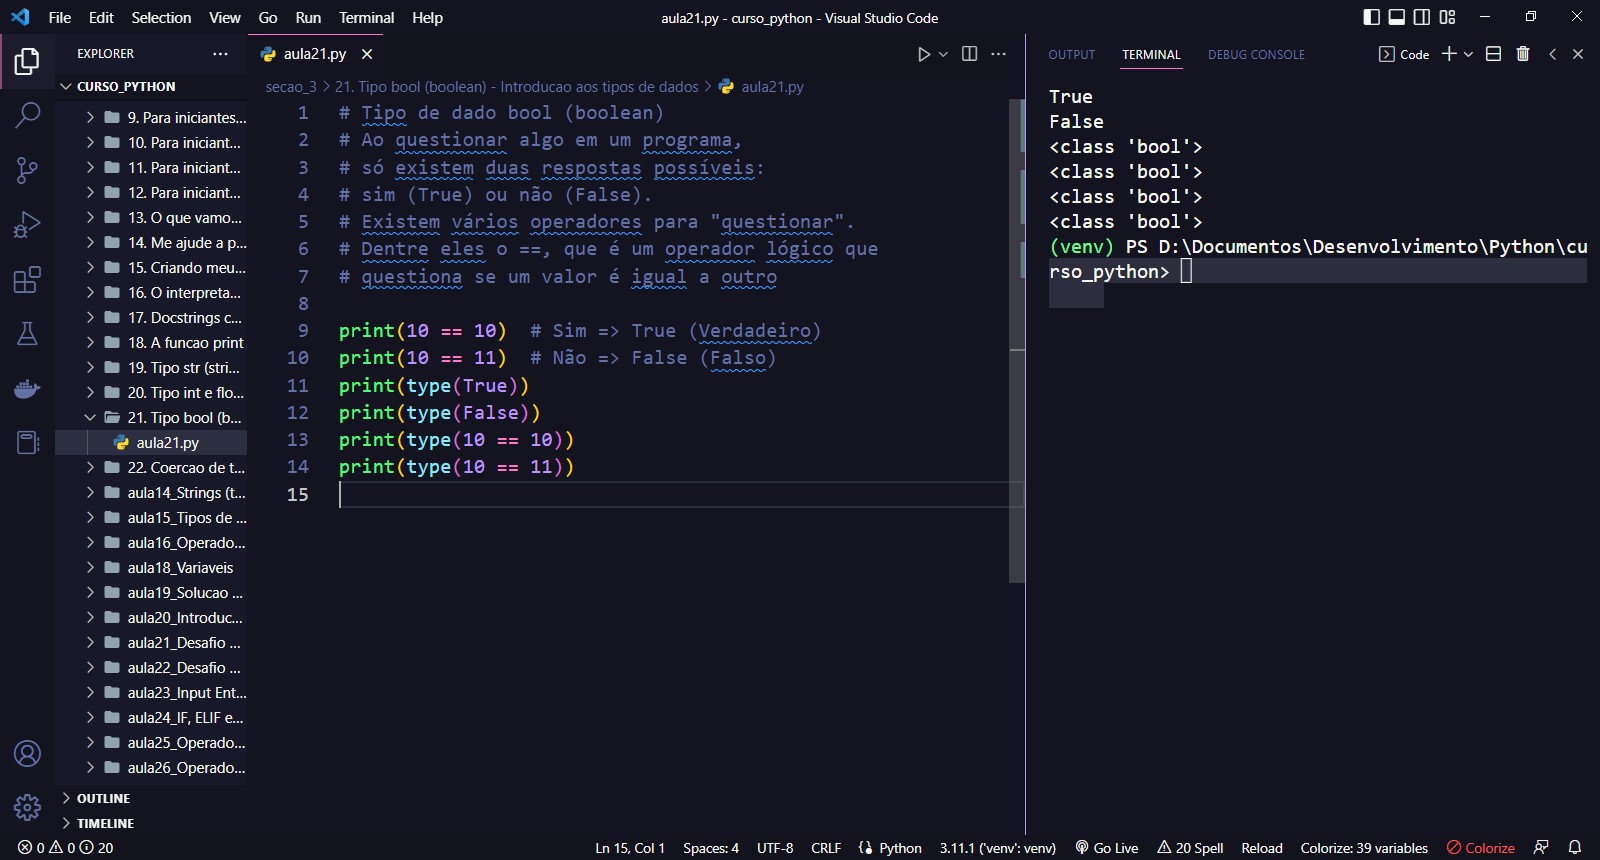 File Edit Selection View Go Run Terminal Help
aula21.py - curso_python - Visual Studio Code
EXPLORER
CURSO_PYTHON
9. Para iniciantes...
10. Para iniciant...
11. Para iniciant...
12. Para iniciant...
13. O que vamo...
14. Me ajude a p...
15. Criando meu...
16. O interpreta...
17. Docstrings c...
18. A funcao print
19. Tipo str (stri...
20. Tipo int e flo...
21. Tipo bool (b...
aula21.py
22. Coercao de t...
aula14_Strings (t...
aula15_Tipos de ...
aula16_Operado...
aula18_Variaveis
aula19_Solucao ...
aula20_Introduc...
aula21_Desafio ...
aula22_Desafio ...
aula23_Input Ent...
aula24_IF, ELIF e...
aula25_Operado...
aula26_Operado...
OUTLINE
TIMELINE
aula21.py
secao_3 > 21. Tipo bool (boolean) - Introducao aos tipos de dados > aula21.py
1 # Tipo de dado bool (boolean)
2 # Ao questionar algo em um programa,
3 # só existem duas respostas possíveis:
4 # sim (True) ou não (False).
5 # Existem vários operadores para "questionar".
6 # Dentre eles o ==, que é um operador lógico que
7 # questiona se um valor é igual a outro
8
9 print(10 == 10)  # Sim => True (Verdadeiro)
10 print(10 == 11)  # Não => False (Falso)
11 print(type(True))
12 print(type(False))
13 print(type(10 == 10))
14 print(type(10 == 11))
15
OUTPUT TERMINAL DEBUG CONSOLE
Code
True
False
<class 'bool'>
<class 'bool'>
<class 'bool'>
<class 'bool'>
(venv) PS D:\Documentos\Desenvolvimento\Python\cu
rso_python>
0 0 20
Ln 15, Col 1 Spaces: 4 UTF-8 CRLF Python 3.11.1 ('venv': venv) Go Live 20 Spell Reload Colorize: 39 variables Colorize